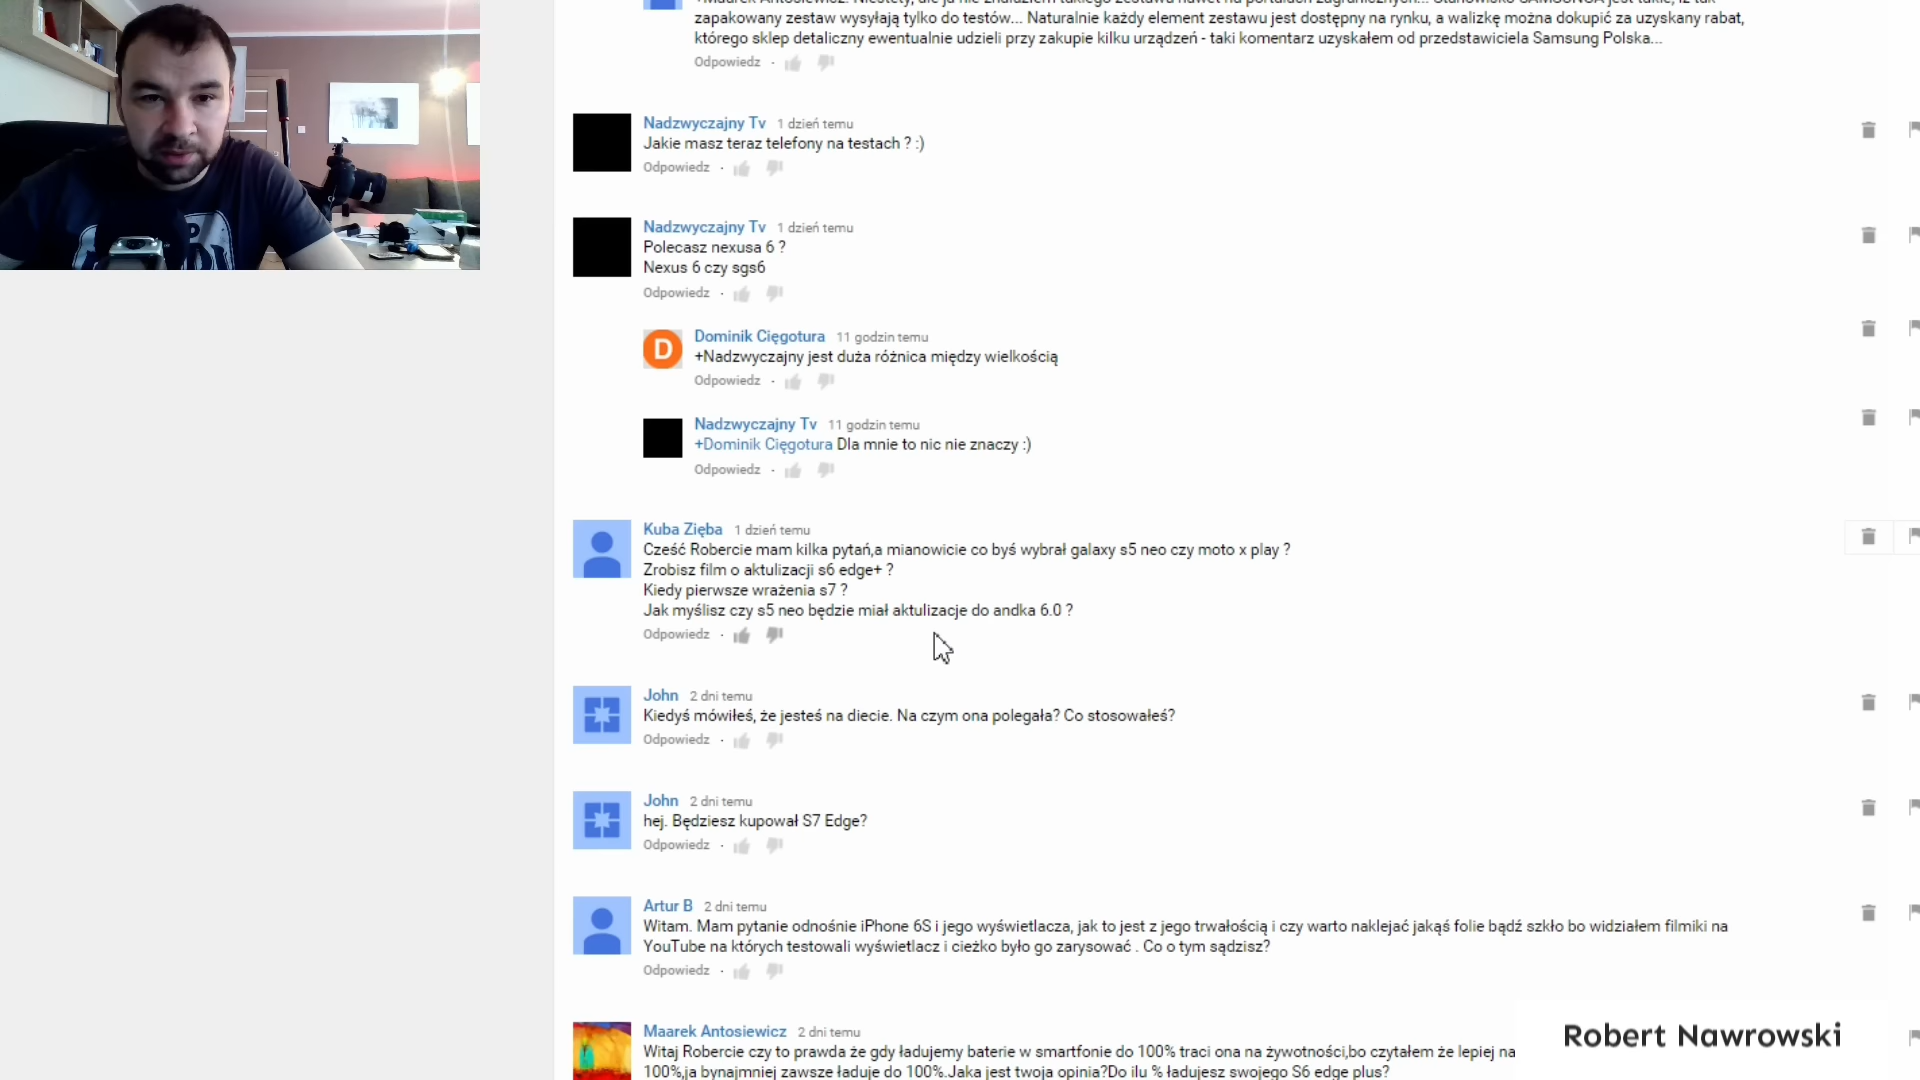 zapakowany zestaw wysyłają tylko do testów... Naturalnie każdy element zestawu jest dostępny na rynku, a walizkę można dokupić za uzyskany rabat,
którego sklep detaliczny ewentualnie udzieli przy zakupie kilku urządzeń - taki komentarz uzyskałem od przedstawiciela Samsung Polska...
Odpowiedz ·
Nadzwyczajny Tv 1 dzień temu
Jakie masz teraz telefony na testach ? :)
Odpowiedz ·
Nadzwyczajny Tv 1 dzień temu
Polecasz nexusa 6 ?
Nexus 6 czy sgs6
Odpowiedz ·
D
Dominik Cięgotura 11 godzin temu
+Nadzwyczajny jest duża różnica między wielkością
Odpowiedz ·
Nadzwyczajny Tv 11 godzin temu
+Dominik Cięgotura Dla mnie to nic nie znaczy :)
Odpowiedz ·
Kuba Zięba 1 dzień temu
Cześć Robercie mam kilka pytań,a mianowicie co byś wybrał galaxy s5 neo czy moto x play ?
Zrobisz film o aktulizacji s6 edge+ ?
Kiedy pierwsze wrażenia s7 ?
Jak myślisz czy s5 neo będzie miał aktulizacje do andka 6.0 ?
Odpowiedz ·
John 2 dni temu
Kiedyś mówiłeś, że jesteś na diecie. Na czym ona polegała? Co stosowałeś?
Odpowiedz ·
John 2 dni temu
hej. Będziesz kupował S7 Edge?
Odpowiedz ·
Artur B 2 dni temu
Witam. Mam pytanie odnośnie iPhone 6S i jego wyświetlacza, jak to jest z jego trwałością i czy warto naklejać jakąś folie bądź szkło bo widziałem filmiki na
YouTube na których testowali wyświetlacz i cieżko było go zarysować . Co o tym sądzisz?
Odpowiedz ·
Maarek Antosiewicz 2 dni temu
Witaj Robercie czy to prawda że gdy ładujemy baterie w smartfonie do 100% traci ona na żywotności,bo czytałem że lepiej na
100%,ja bynajmniej zawsze ładuje do 100%.Jaka jest twoja opinia?Do ilu % ładujesz swojego S6 edge plus?
Robert Nawrowski